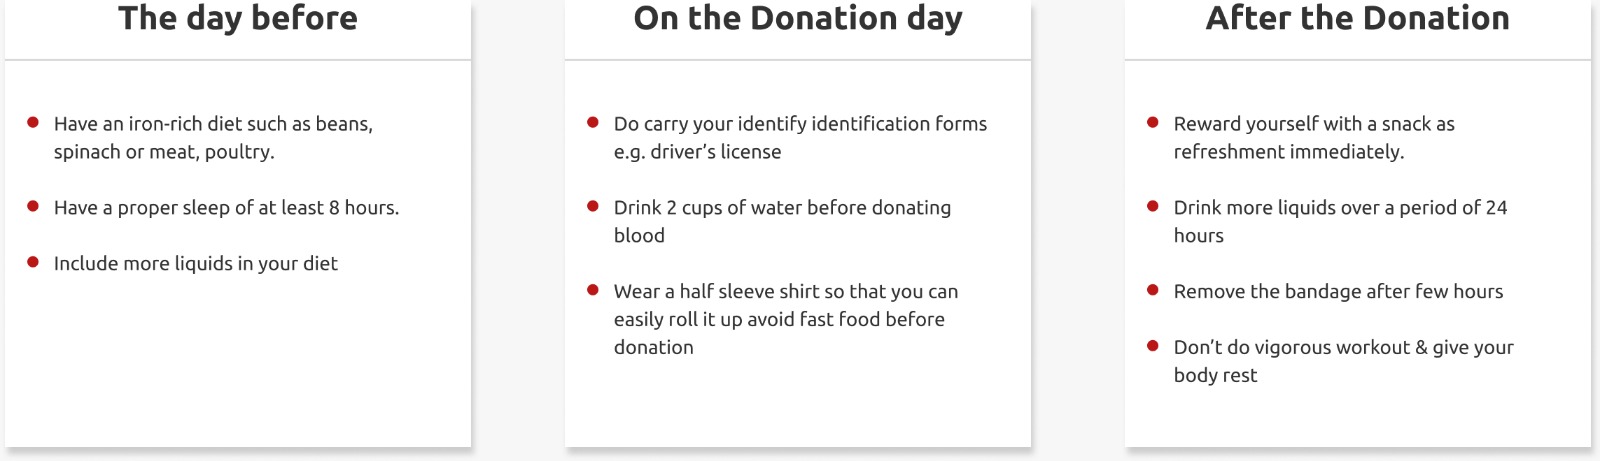 The day before
Have an iron-rich diet such as beans,
spinach or meat, poultry.
Have a proper sleep of at least 8 hours.
Include more liquids in your diet
On the Donation day
Do carry your identify identification forms
e.g. driver’s license
Drink 2 cups of water before donating
blood
Wear a half sleeve shirt so that you can
easily roll it up avoid fast food before
donation
After the Donation
Reward yourself with a snack as
refreshment immediately.
Drink more liquids over a period of 24
hours
Remove the bandage after few hours
Don’t do vigorous workout & give your
body rest